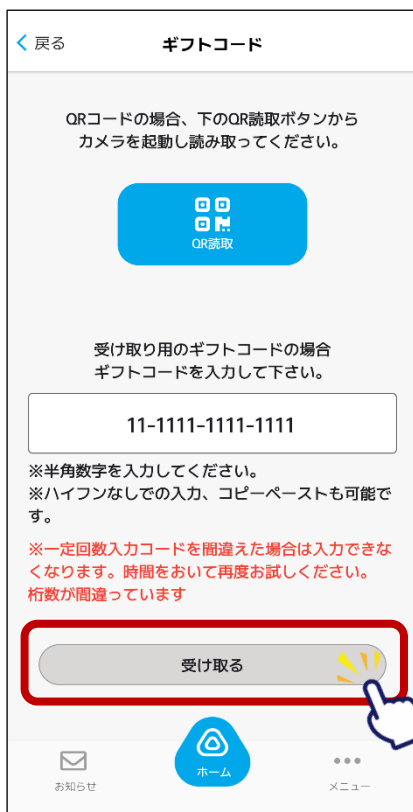 戻る
ギフトコード
QRコードの場合、下のQR読取ボタンから
カメラを起動し読み取ってください。
QR読取
受け取り用のギフトコードの場合
ギフトコードを入力して下さい。
11-1111-1111-1111
※半角数字を入力してください。
※ハイフンなしでの入力、コピーペーストも可能で
す。
※一定回数入力コードを間違えた場合は入力できな
くなります。時間をおいて再度お試しください。
桁数が間違っています
受け取る
お知らせ
ホーム
メニュー